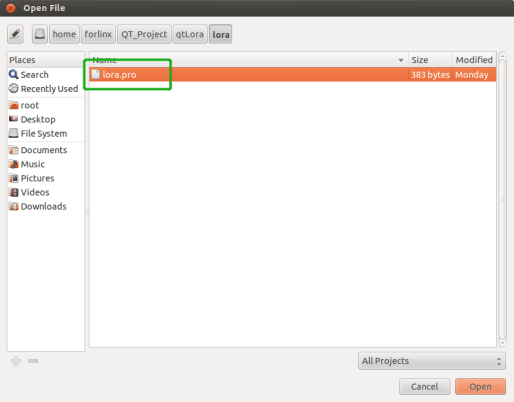 Open File
home forlinx QT_Project qtLora lora
Places Name Size Modified
Search lora.pro 383 bytes Monday
Recently Used
root
Desktop
File System
Documents
Music
Pictures
Videos
Downloads
All Projects
Cancel Open